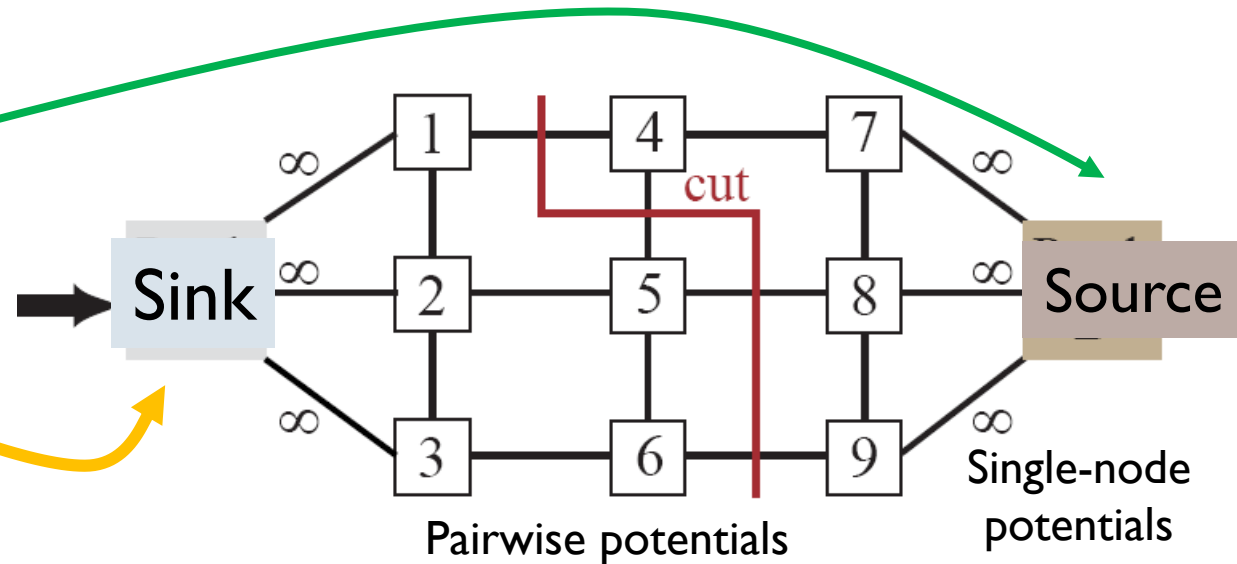 ∞ 1 4 7 ∞
cut
Sink ∞ 2 5 8 ∞ Source
∞ 3 6 9 ∞
Single-node
potentials
Pairwise potentials